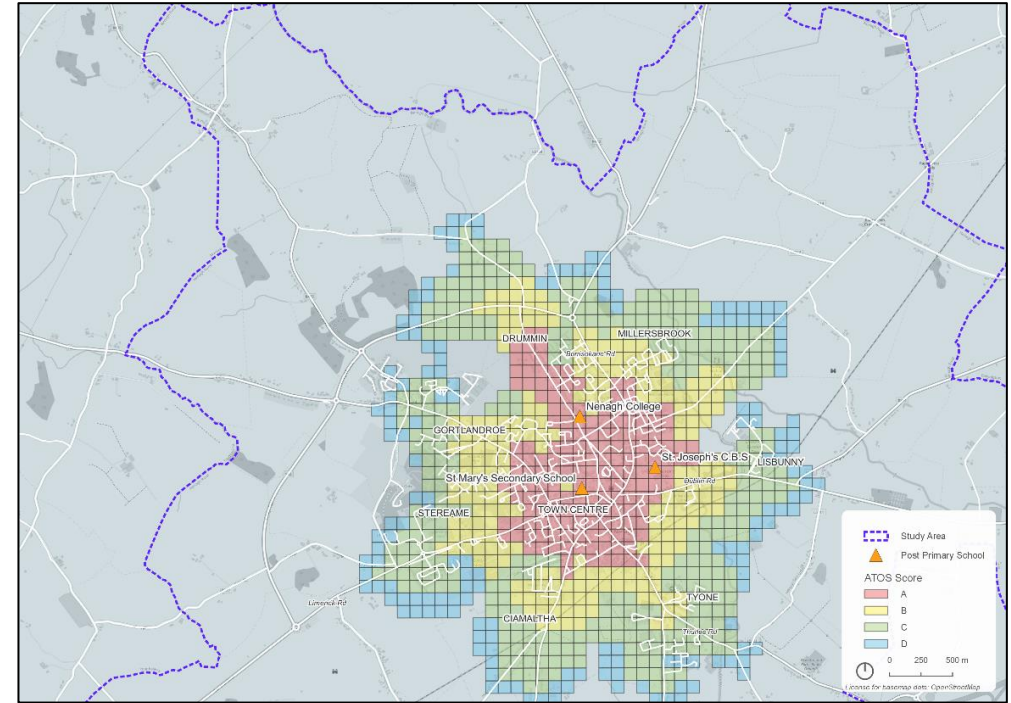 DRUMMIN
MILLERSBROOK
Borrisokane Rd
Nenagh College
GORTLANDROE
St. Joseph's C.B.S
LISBUNNY
St Mary's Secondary School
Dublin Rd
TOWN CENTRE
STEREAME
Limerick Rd
CIAMALTHA
TYONE
Thurles Rd
Study Area
Post Primary School
ATOS Score
A
B
C
D
0 250 500 m
License for basemap data: OpenStreetMap